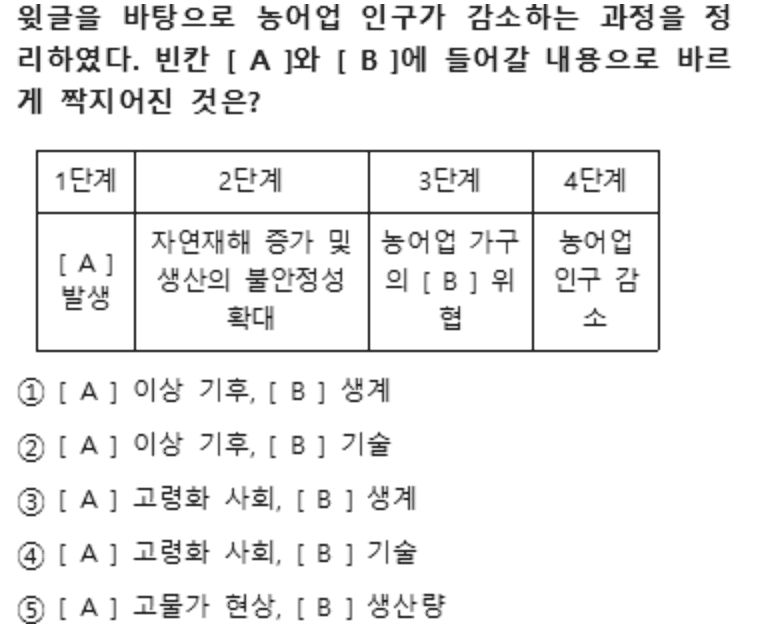 윗글을 바탕으로 농어업 인구가 감소하는 과정을 정
리하였다. 빈칸 [ A ]와 [ B ]에 들어갈 내용으로 바르
게 짝지어진 것은?
1단계 2단계 3단계 4단계
[ A ] 발생 자연재해 증가 및 생산의 불안정성 확대 농어업 가구의 [ B ] 위협 농어업 인구 감소
① [ A ] 이상 기후, [ B ] 생계
② [ A ] 이상 기후, [ B ] 기술
③ [ A ] 고령화 사회, [ B ] 생계
④ [ A ] 고령화 사회, [ B ] 기술
⑤ [ A ] 고물가 현상, [ B ] 생산량